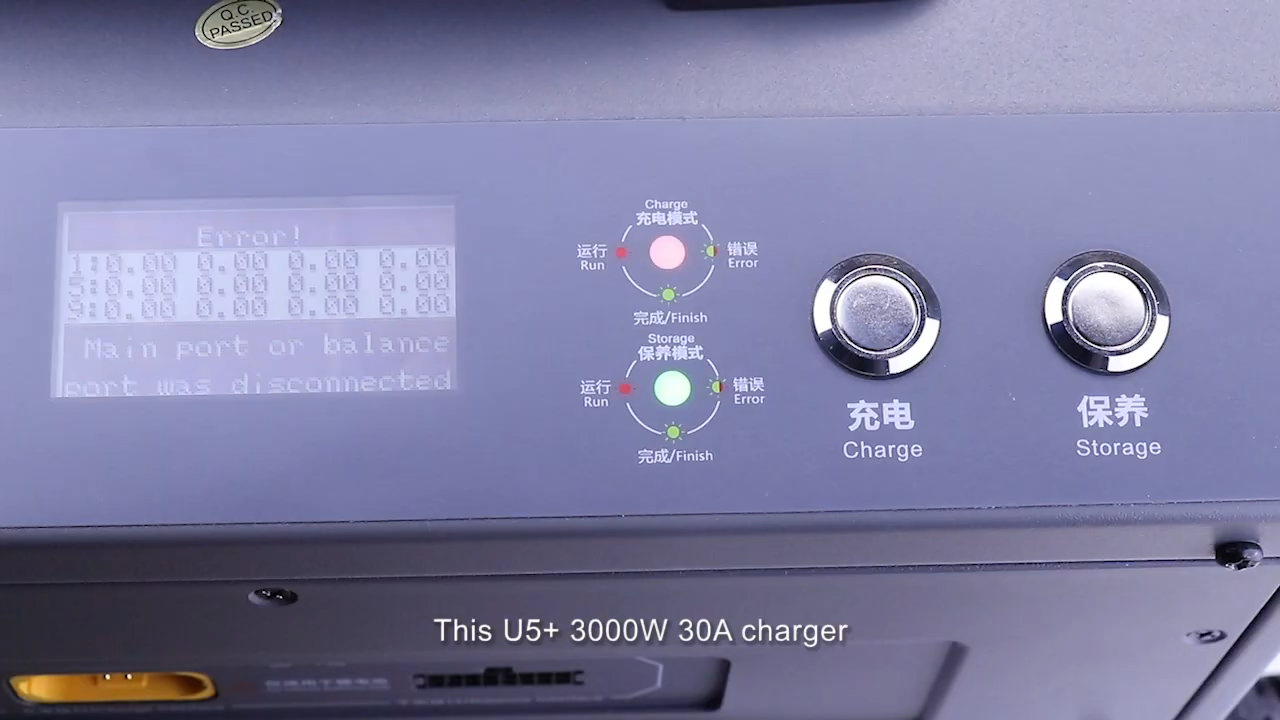 Q.C.
PASSED
Error!
1:0.00 0.00 0.00 0.00
5:0.00 0.00 0.00 0.00
9:0.00 0.00 0.00 0.00
Main port or balance
port was disconnected
Charge
充电模式
运行
Run
错误
Error
完成/Finish
Storage
保养模式
运行
Run
错误
Error
完成/Finish
充电
Charge
保养
Storage
This U5+ 3000W 30A charger